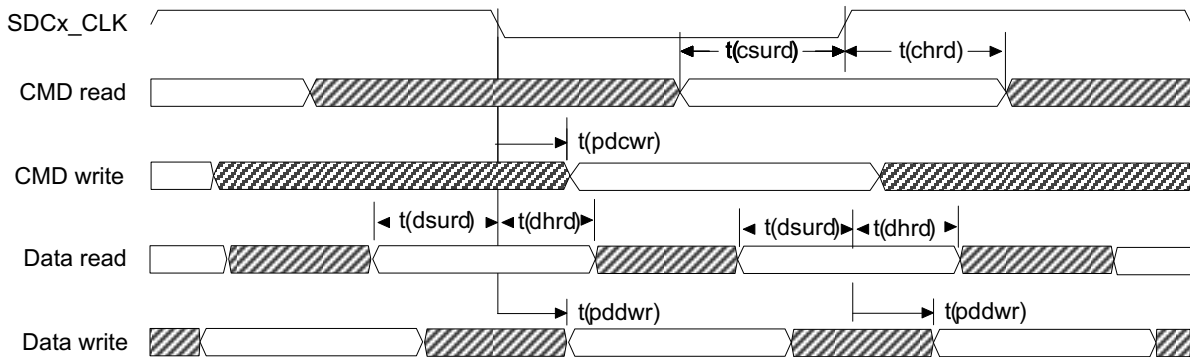 SDCx_CLK
t(csurd) t(chrd)
CMD read
t(pdcwr)
CMD write
t(dsurd) t(dhrd) t(dsurd) t(dhrd)
Data read
t(pddwr) t(pddwr)
Data write